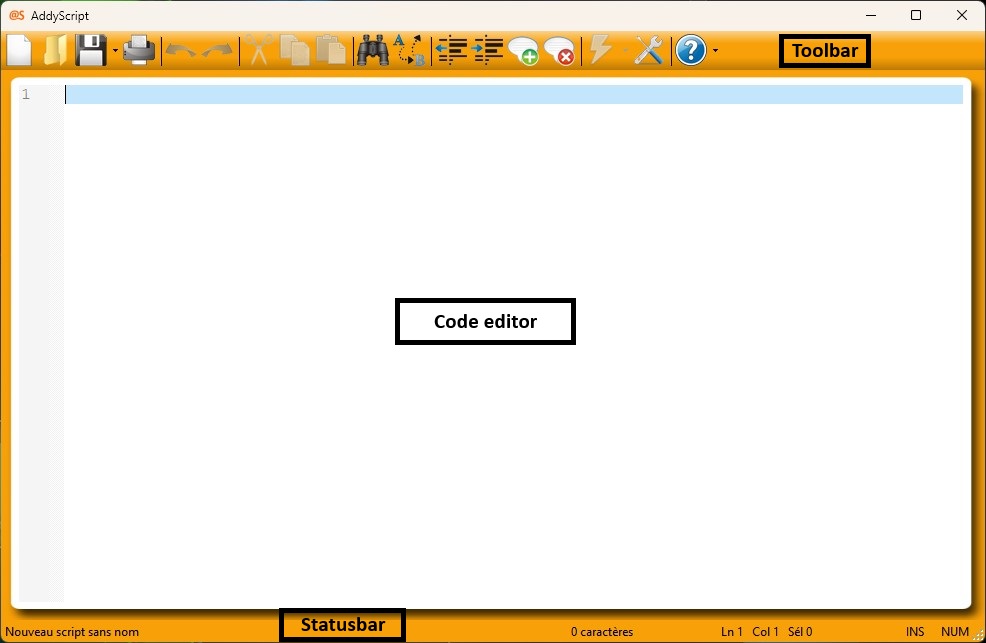 @S AddyScript
Toolbar
1
Code editor
Statusbar
Nouveau script sans nom 0 caractères Ln 1 Col 1 Sél 0 INS NUM